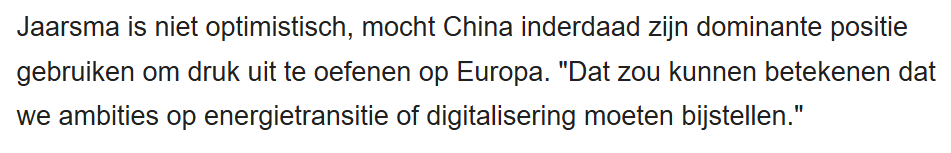 Jaarsma is niet optimistisch, mocht China inderdaad zijn dominante positie
gebruiken om druk uit te oefenen op Europa. "Dat zou kunnen betekenen dat
we ambities op energietransitie of digitalisering moeten bijstellen."